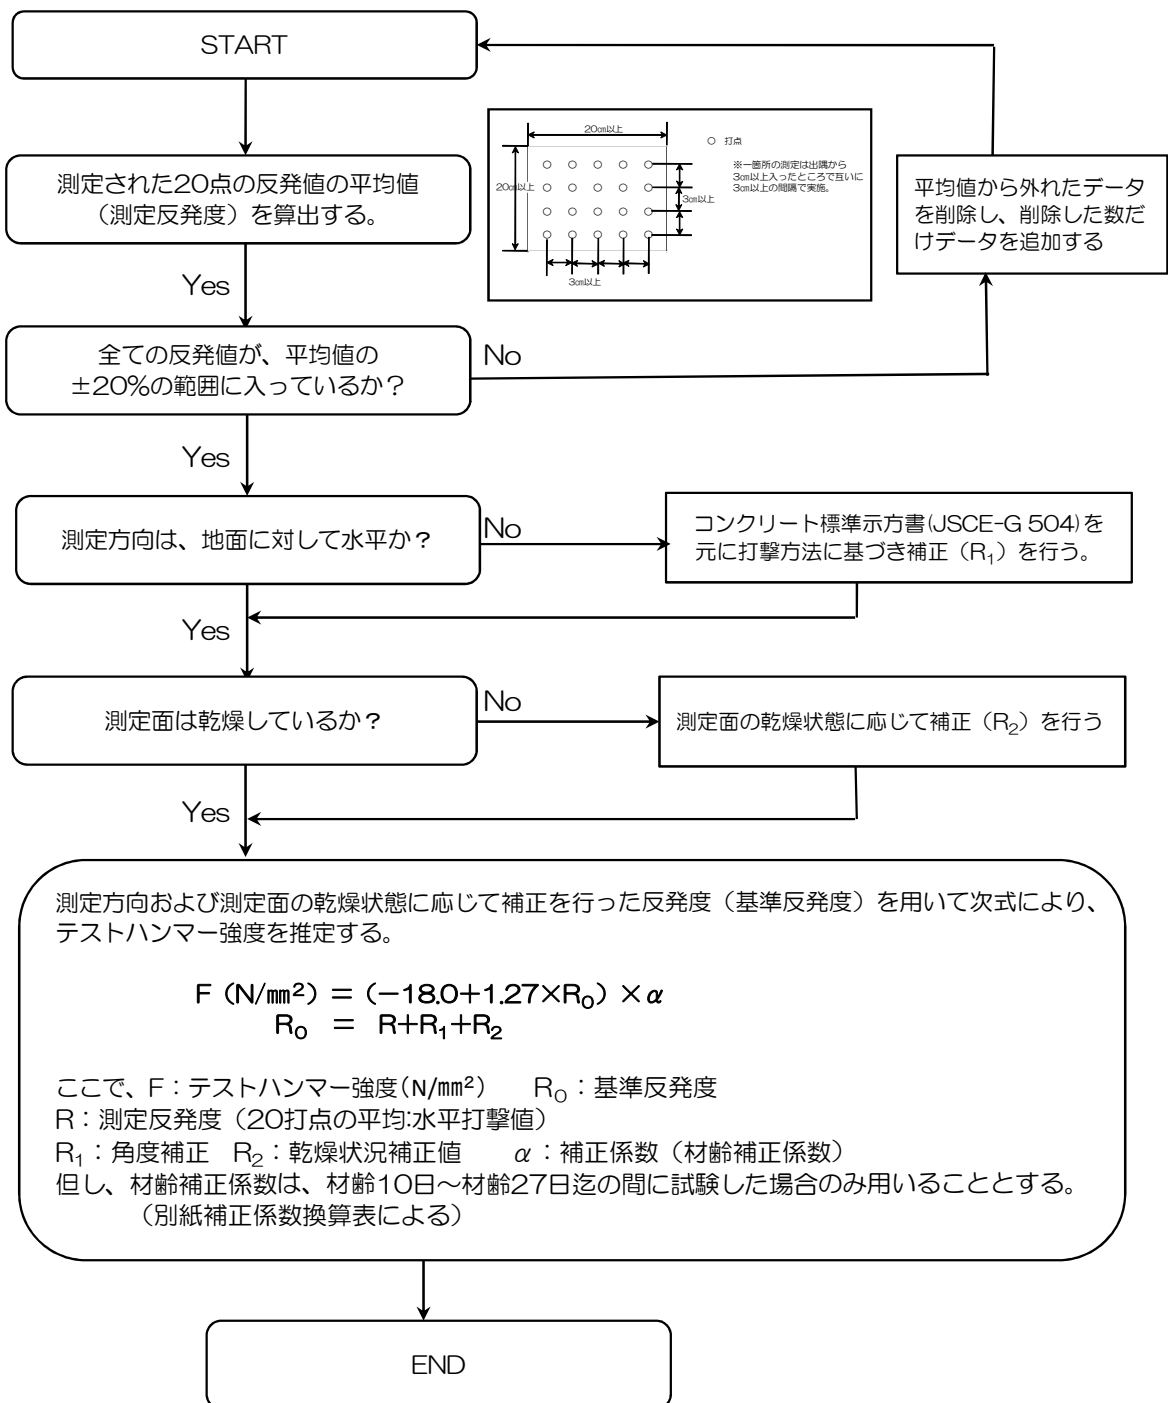 START
測定された20点の反発値の平均値
（測定反発度）を算出する。
20㎝以上
○ 打点
※一箇所の測定は出隅から
3㎝以上入ったところで互いに
3㎝以上の間隔で実施。
20㎝以上
3㎝以上
3㎝以上
平均値から外れたデータ
を削除し、削除した数だ
けデータを追加する
Yes
全ての反発値が、平均値の
±20%の範囲に入っているか？
No
Yes
測定方向は、地面に対して水平か？
No
コンクリート標準示方書(JSCE-G 504)を
元に打撃方法に基づき補正（R₁）を行う。
Yes
測定面は乾燥しているか？
No
測定面の乾燥状態に応じて補正（R₂）を行う
Yes
測定方向および測定面の乾燥状態に応じて補正を行った反発度（基準反発度）を用いて次式により、
テストハンマー強度を推定する。
F（N/㎜²）＝（−18.0+1.27×R₀）×α
R₀ ＝ R+R₁+R₂
ここで、F：テストハンマー強度(N/㎜²) R₀：基準反発度
R：測定反発度（20打点の平均:水平打撃値）
R₁：角度補正 R₂：乾燥状況補正値 α：補正係数（材齢補正係数）
但し、材齢補正係数は、材齢10日～材齢27日迄の間に試験した場合のみ用いることとする。
（別紙補正係数換算表による）
END